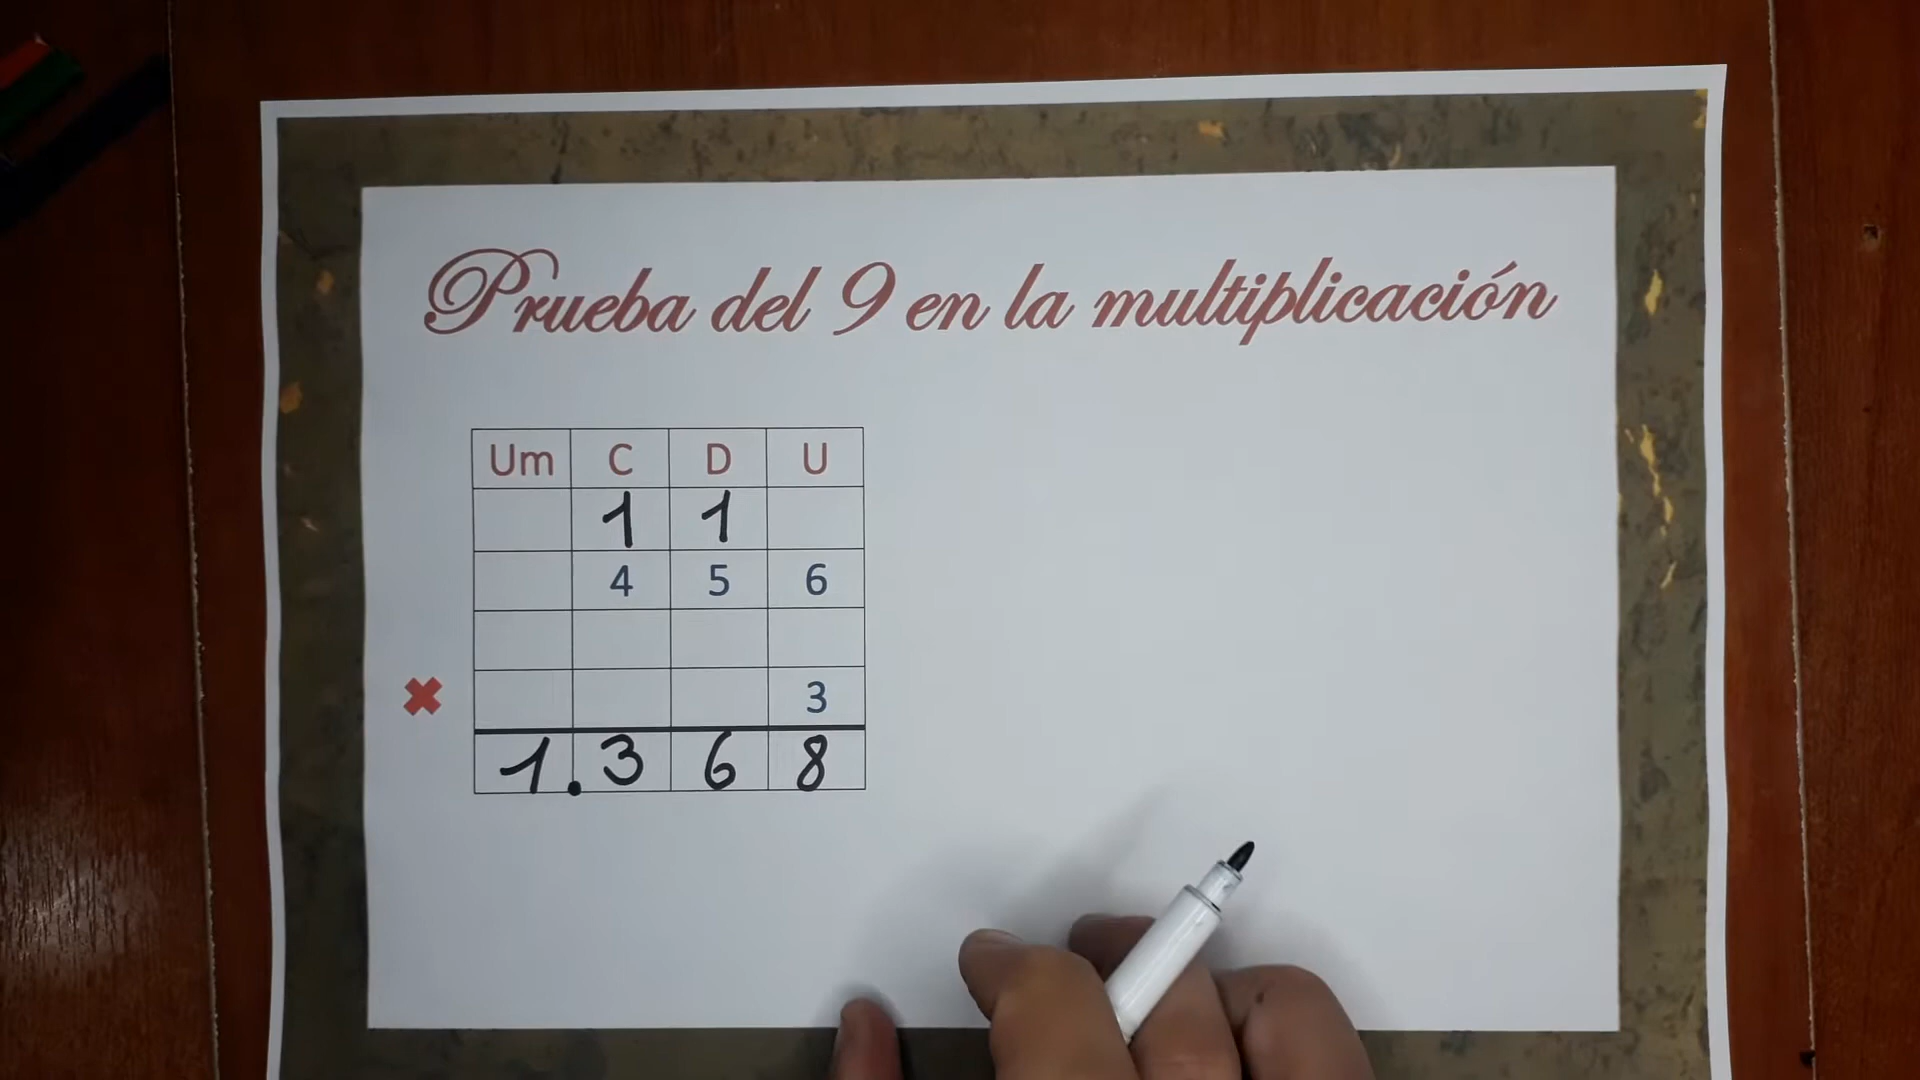 Prueba del 9 en la multiplicación
Um C D U
1 1
4 5 6
✖ 3
1.3 6 8